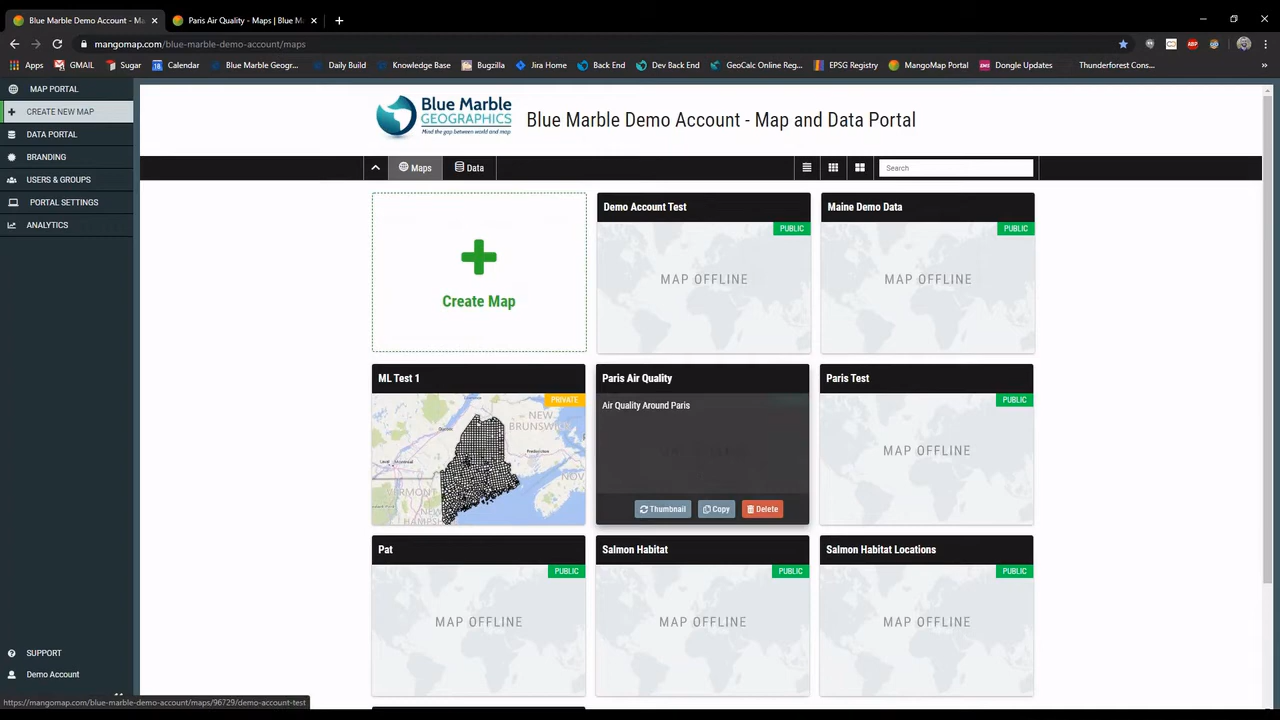 Blue Marble Demo Account - Ma
Paris Air Quality - Maps | Blue M
mangomap.com/blue-marble-demo-account/maps
Apps
GMAIL
Sugar
Calendar
Blue Marble Geogr...
Daily Build
Knowledge Base
Bugzilla
Jira Home
Back End
Dev Back End
GeoCalc Online Reg...
EPSG Registry
MangoMap Portal
Dongle Updates
Thunderforest Cons...
MAP PORTAL
CREATE NEW MAP
DATA PORTAL
BRANDING
USERS & GROUPS
PORTAL SETTINGS
ANALYTICS
Blue Marble
GEOGRAPHICS
Mind the gap between world and map
Blue Marble Demo Account - Map and Data Portal
Maps
Data
Search
Create Map
Demo Account Test
PUBLIC
MAP OFFLINE
Maine Demo Data
PUBLIC
MAP OFFLINE
ML Test 1
PRIVATE
NEW
BRUNSWICK
VERMONT
NEW
HAMPSH
Paris Air Quality
Air Quality Around Paris
Thumbnail
Copy
Delete
Paris Test
PUBLIC
MAP OFFLINE
Pat
PUBLIC
MAP OFFLINE
Salmon Habitat
PUBLIC
MAP OFFLINE
Salmon Habitat Locations
PUBLIC
MAP OFFLINE
SUPPORT
Demo Account
https://mangomap.com/blue-marble-demo-account/maps/96729/demo-account-test